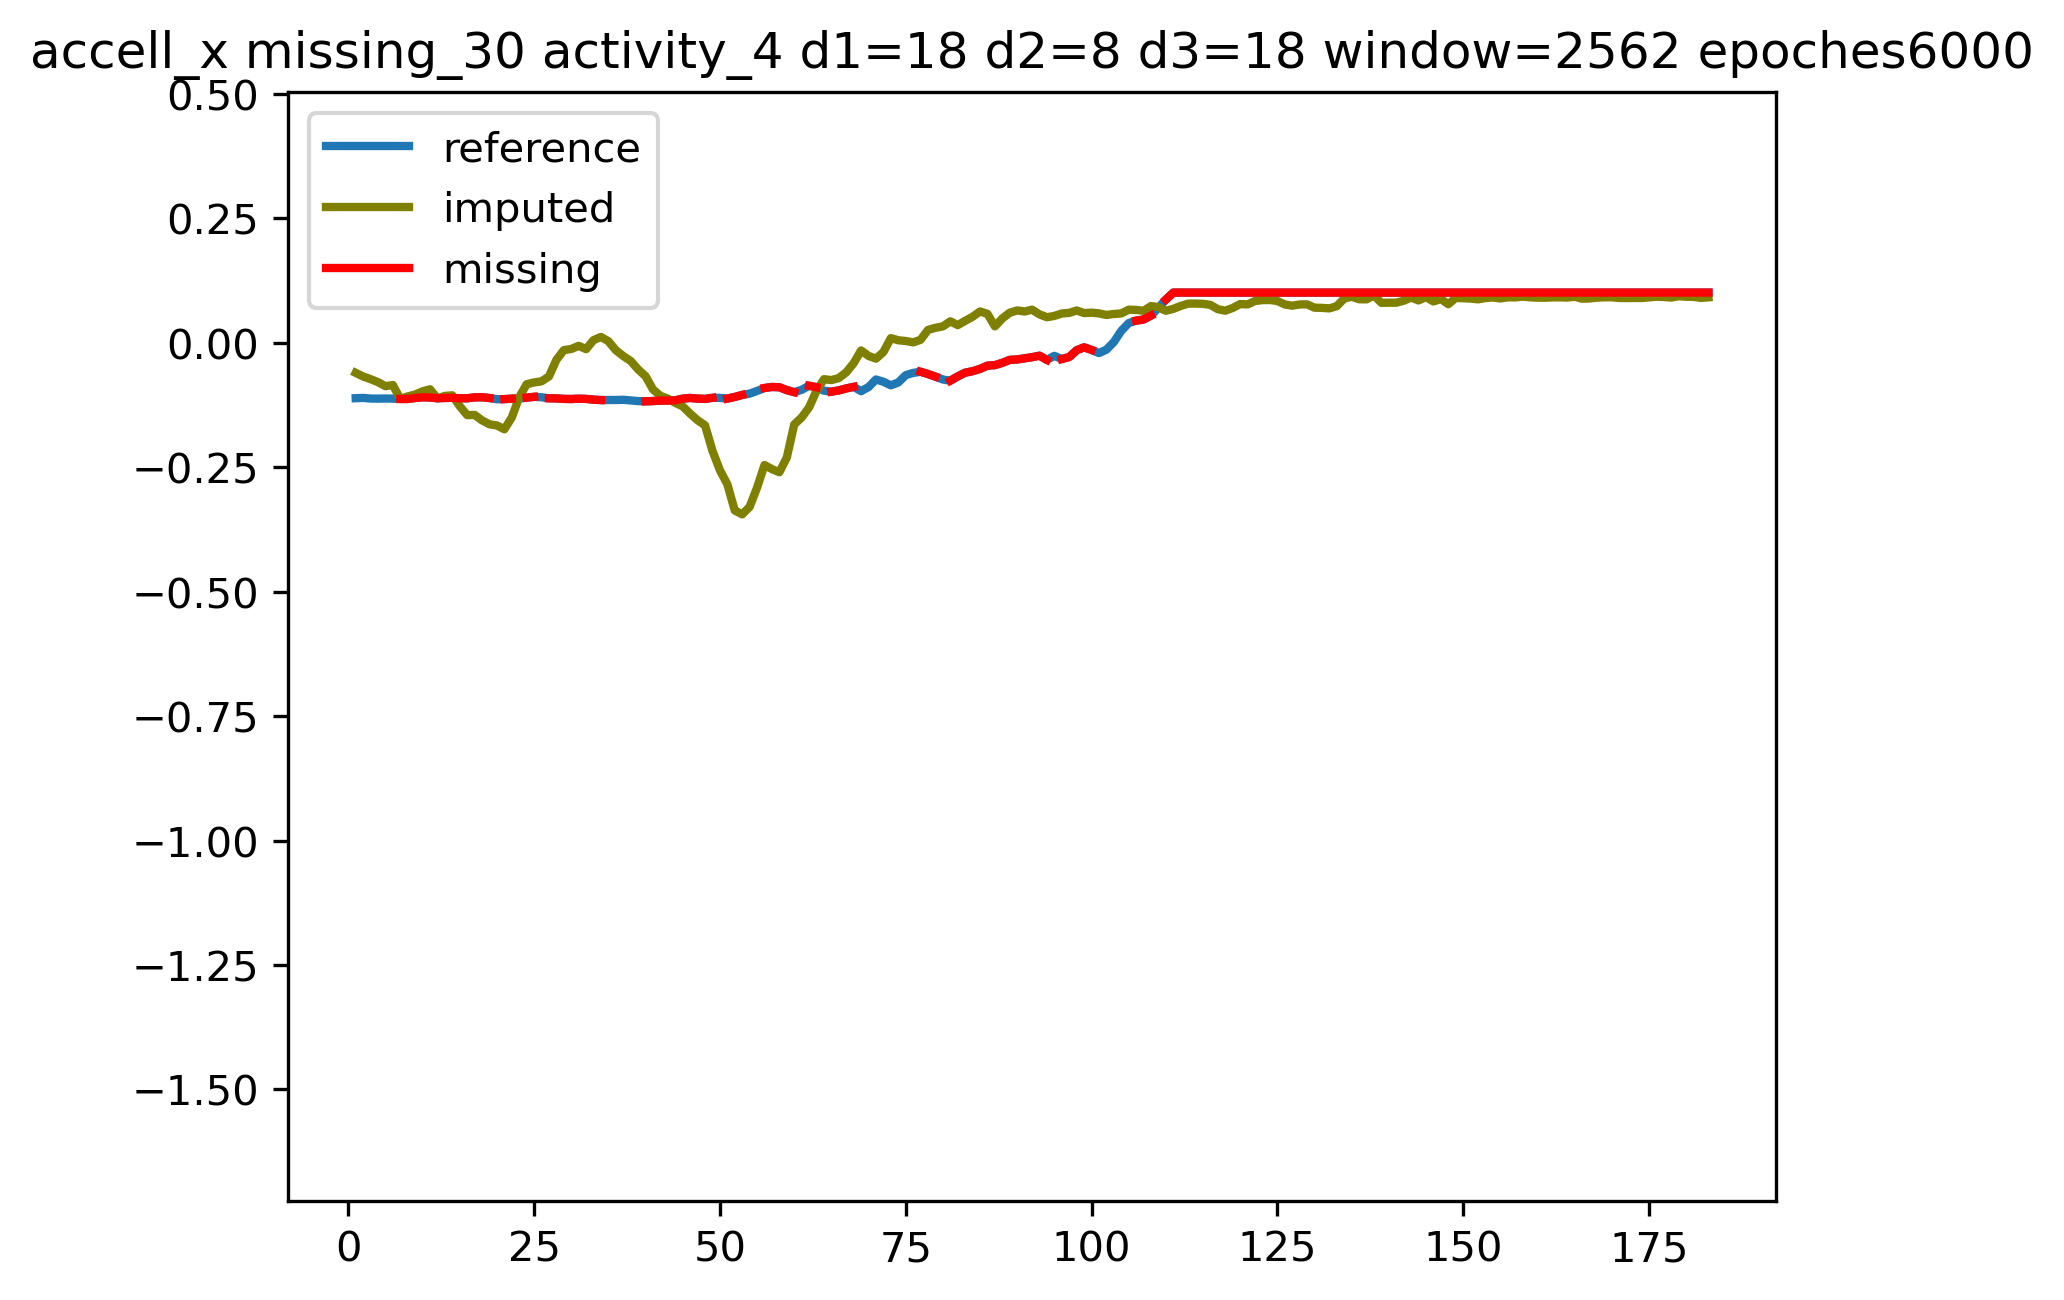 accell_x missing_30 activity_4 d1=18 d2=8 d3=18 window=2562 epoches6000
reference
imputed
missing
0.50
0.25
0.00
−0.25
−0.50
−0.75
−1.00
−1.25
−1.50
0 25 50 75 100 125 150 175